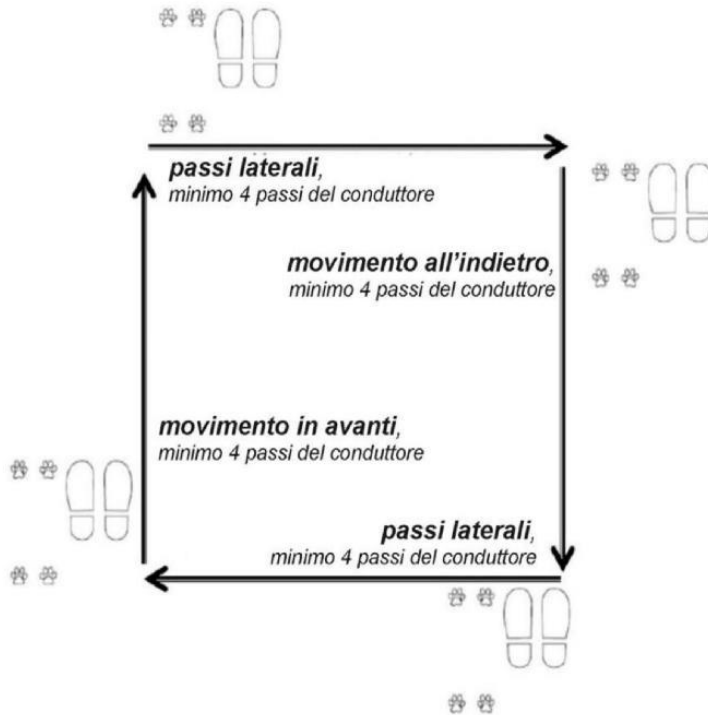 passi laterali,
minimo 4 passi del conduttore
movimento all'indietro,
minimo 4 passi del conduttore
movimento in avanti,
minimo 4 passi del conduttore
passi laterali,
minimo 4 passi del conduttore